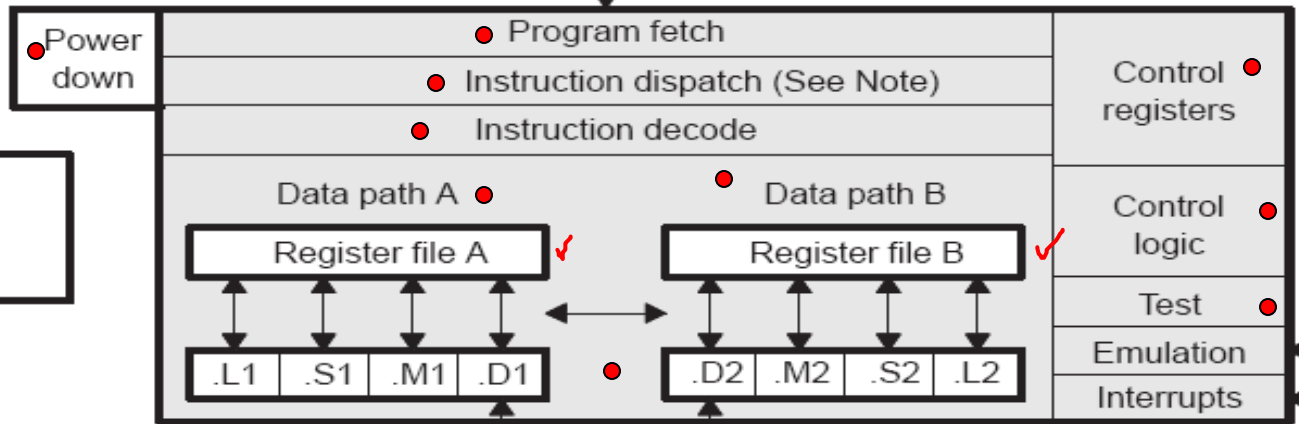 Power
down
Program fetch
Instruction dispatch (See Note)
Instruction decode
Control
registers
Data path A
Data path B
Register file A
Register file B
Control
logic
Test
.L1 .S1 .M1 .D1
.D2 .M2 .S2 .L2
Emulation
Interrupts